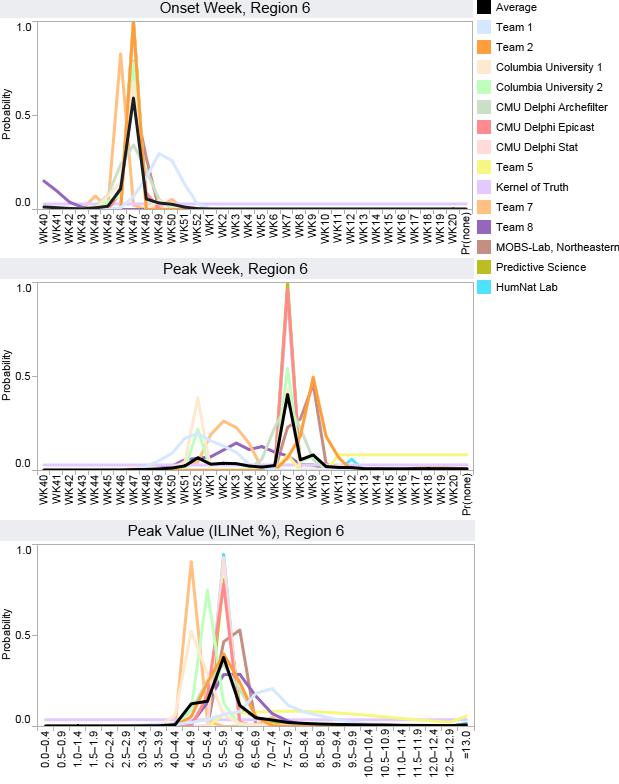 Onset Week, Region 6
Probability
1.0
0.5
0.0
WK40 WK41 WK42 WK43 WK44 WK45 WK46 WK47 WK48 WK49 WK50 WK51 WK52 WK1 WK2 WK3 WK4 WK5 WK6 WK7 WK8 WK9 WK10 WK11 WK12 WK13 WK14 WK15 WK16 WK17 WK18 WK19 WK20 Pr(none)
Average
Team 1
Team 2
Columbia University 1
Columbia University 2
CMU Delphi Archefilter
CMU Delphi Epicast
CMU Delphi Stat
Team 5
Kernel of Truth
Team 7
Team 8
MOBS-Lab, Northeastern
Predictive Science
HumNat Lab
Peak Week, Region 6
Probability
1.0
0.5
0.0
WK40 WK41 WK42 WK43 WK44 WK45 WK46 WK47 WK48 WK49 WK50 WK51 WK52 WK1 WK2 WK3 WK4 WK5 WK6 WK7 WK8 WK9 WK10 WK11 WK12 WK13 WK14 WK15 WK16 WK17 WK18 WK19 WK20 Pr(none)
Peak Value (ILINet %), Region 6
Probability
1.0
0.5
0.0
0.0–0.4 0.5–0.9 1.0–1.4 1.5–1.9 2.0–2.4 2.5–2.9 3.0–3.4 3.5–3.9 4.0–4.4 4.5–4.9 5.0–5.4 5.5–5.9 6.0–6.4 6.5–6.9 7.0–7.4 7.5–7.9 8.0–8.4 8.5–8.9 9.0–9.4 9.5–9.9 10.0–10.4 10.5–10.9 11.0–11.4 11.5–11.9 12.0–12.4 12.5–12.9 =13.0